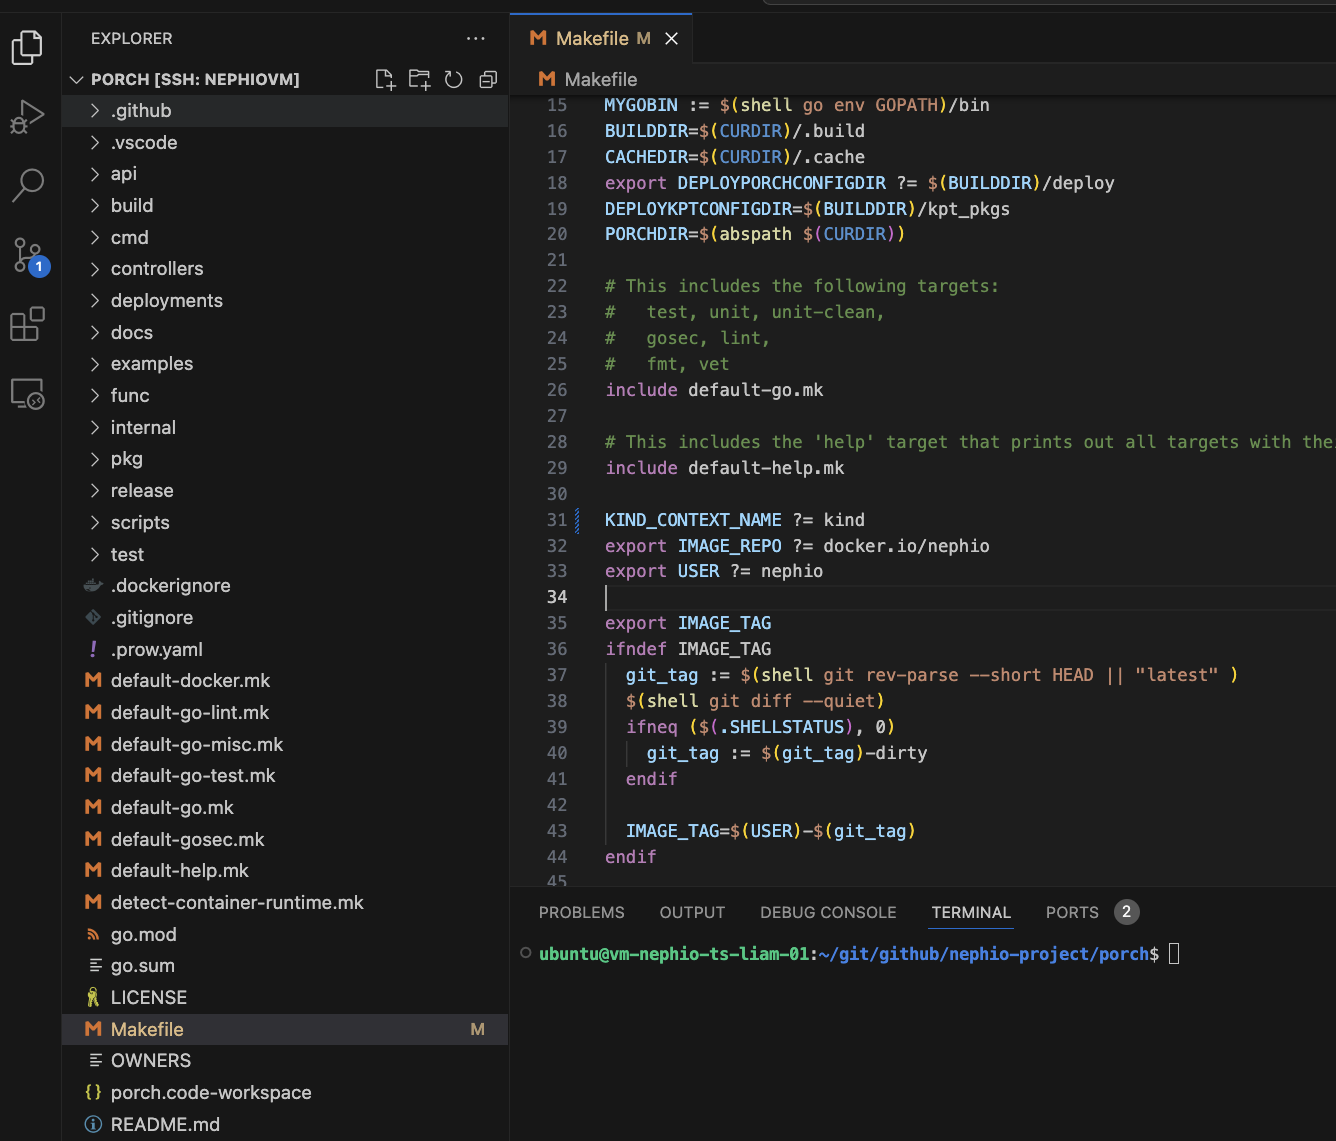 EXPLORER
PORCH [SSH: NEPHIOVM]
.github
.vscode
api
build
cmd
controllers
deployments
docs
examples
func
internal
pkg
release
scripts
test
.dockerignore
.gitignore
! .prow.yaml
M default-docker.mk
M default-go-lint.mk
M default-go-misc.mk
M default-go-test.mk
M default-go.mk
M default-gosec.mk
M default-help.mk
M detect-container-runtime.mk
go.mod
go.sum
LICENSE
M Makefile M
OWNERS
{} porch.code-workspace
README.md
1
M Makefile M
M Makefile
15 MYGOBIN := $(shell go env GOPATH)/bin
16 BUILDDIR=$(CURDIR)/.build
17 CACHEDIR=$(CURDIR)/.cache
18 export DEPLOYPORCHCONFIGDIR ?= $(BUILDDIR)/deploy
19 DEPLOYKPTCONFIGDIR=$(BUILDDIR)/kpt_pkgs
20 PORCHDIR=$(abspath $(CURDIR))
21
22 # This includes the following targets:
23 #   test, unit, unit-clean,
24 #   gosec, lint,
25 #   fmt, vet
26 include default-go.mk
27
28 # This includes the 'help' target that prints out all targets with the
29 include default-help.mk
30
31 KIND_CONTEXT_NAME ?= kind
32 export IMAGE_REPO ?= docker.io/nephio
33 export USER ?= nephio
34
35 export IMAGE_TAG
36 ifndef IMAGE_TAG
37   git_tag := $(shell git rev-parse --short HEAD || "latest" )
38   $(shell git diff --quiet)
39   ifneq ($(.SHELLSTATUS), 0)
40     git_tag := $(git_tag)-dirty
41   endif
42
43   IMAGE_TAG=$(USER)-$(git_tag)
44 endif
45
PROBLEMS OUTPUT DEBUG CONSOLE TERMINAL PORTS 2
ubuntu@vm-nephio-ts-liam-01:~/git/github/nephio-project/porch$